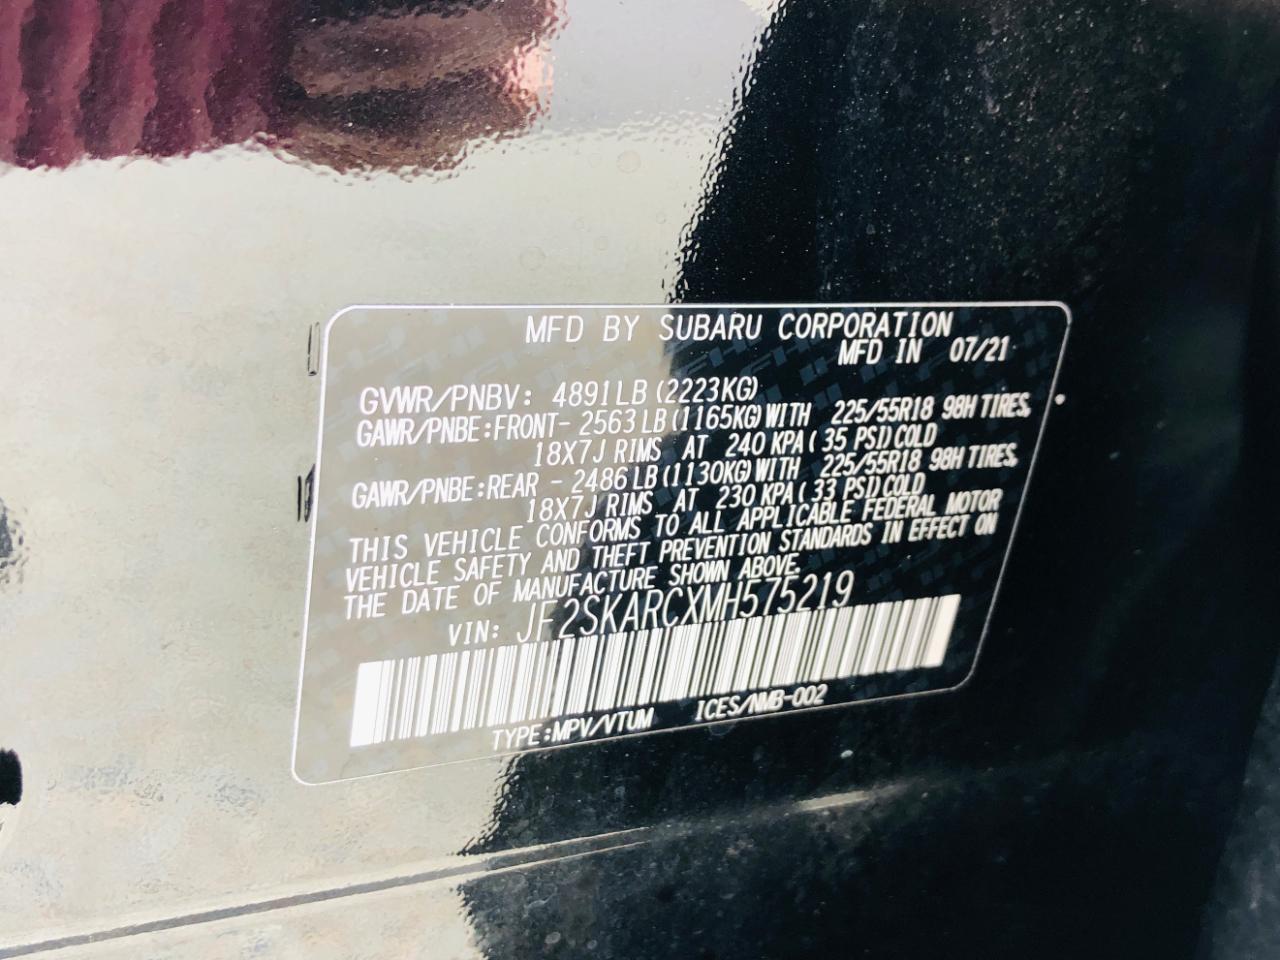 MFD BY SUBARU CORPORATION
MFD IN 07/21
GVWR/PNBV: 4891LB (2223KG)
GAWR/PNBE:FRONT- 2563LB(1165KG)WITH 225/55R18 98H TIRES,
18X7J RIMS AT 240 KPA(35 PSI)COLD
GAWR/PNBE:REAR - 2486LB(1130KG)WITH 225/55R18 98H TIRES,
18X7J RIMS AT 230 KPA(33 PSI)COLD
THIS VEHICLE CONFORMS TO ALL APPLICABLE FEDERAL MOTOR
VEHICLE SAFETY AND THEFT PREVENTION STANDARDS IN EFFECT ON
THE DATE OF MANUFACTURE SHOWN ABOVE.
VIN: JF2SKARCXMH575219
TYPE:MPV/VTUM ICES/NMB-002